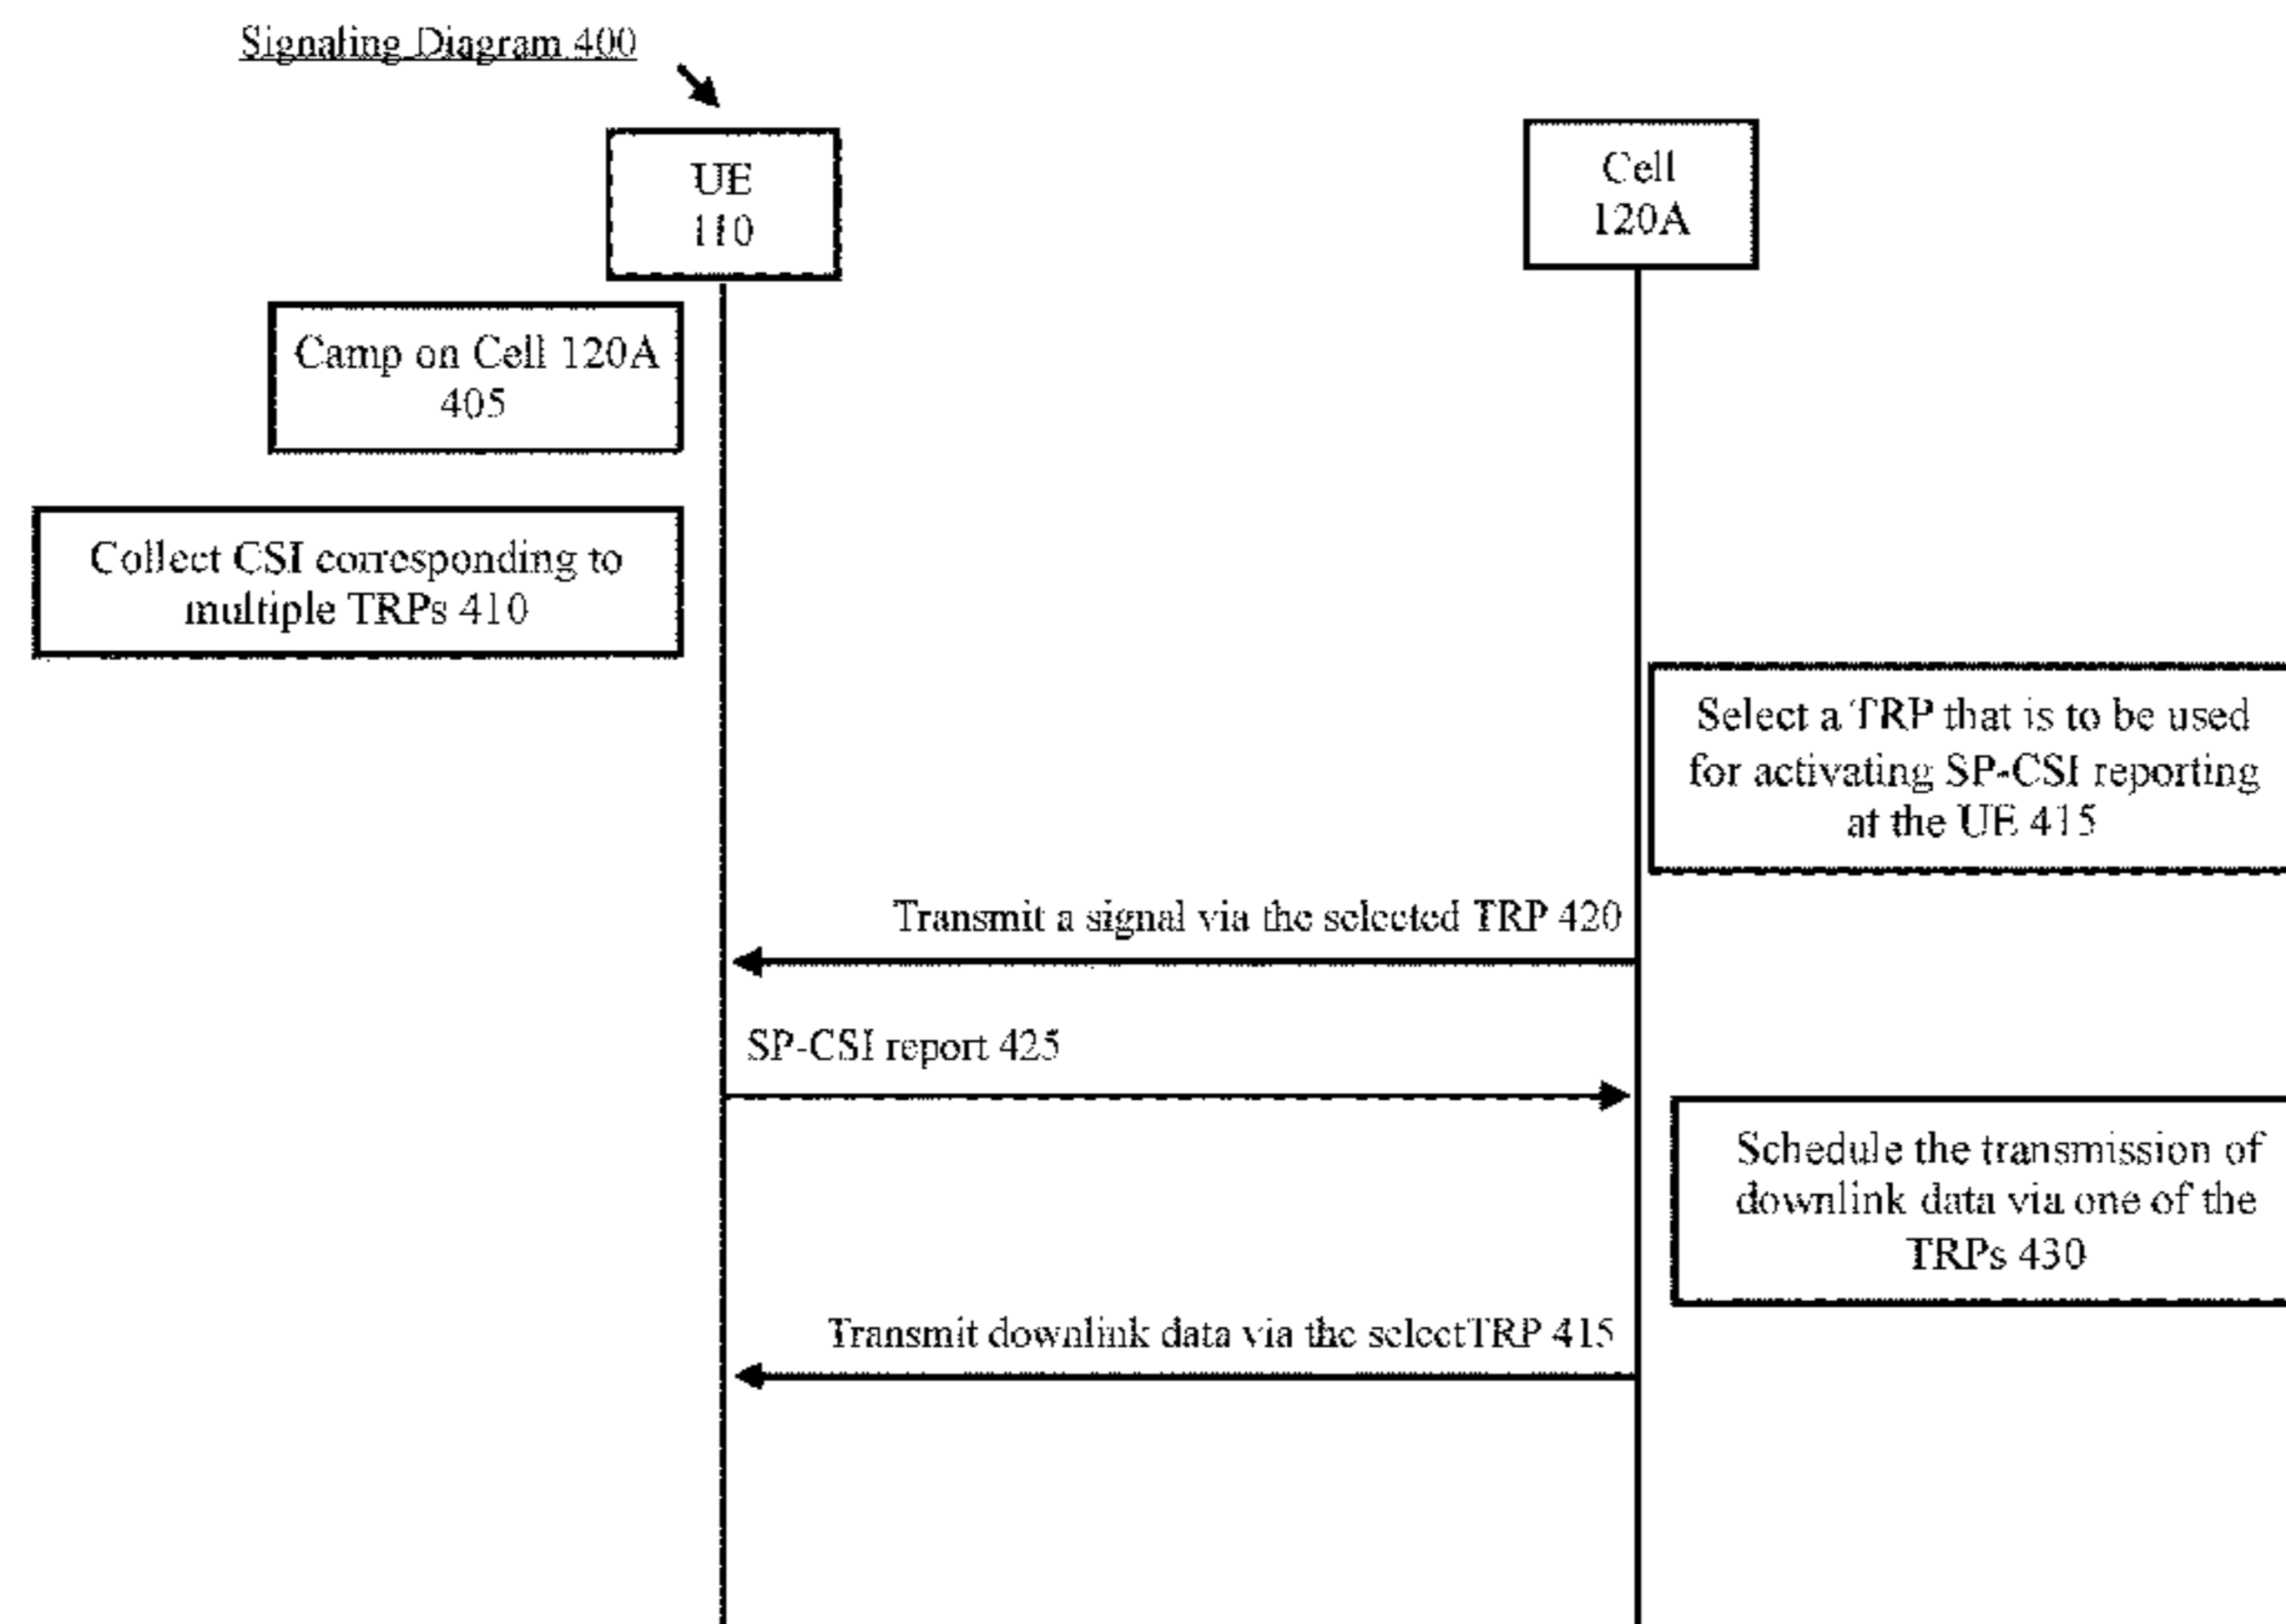 Signaling Diagram 400
UE
110
Cell
120A
Camp on Cell 120A
405
Collect CSI corresponding to
multiple TRPs 410
Select a TRP that is to be used
for activating SP-CSI reporting
at the UE 415
Transmit a signal via the selected TRP 420
SP-CSI report 425
Schedule the transmission of
downlink data via one of the
TRPs 430
Transmit downlink data via the selectTRP 415